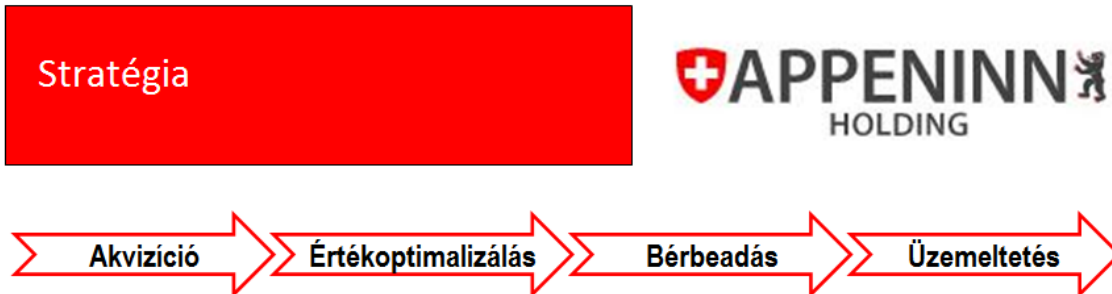 Stratégia
APPENINN
HOLDING
Akvizíció
Értékoptimalizálás
Bérbeadás
Üzemeltetés